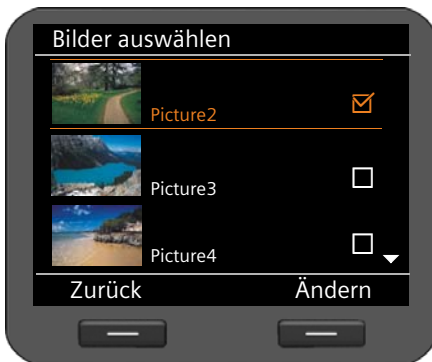 Bilder auswählen
Picture2
Picture3
Picture4
Zurück Ändern